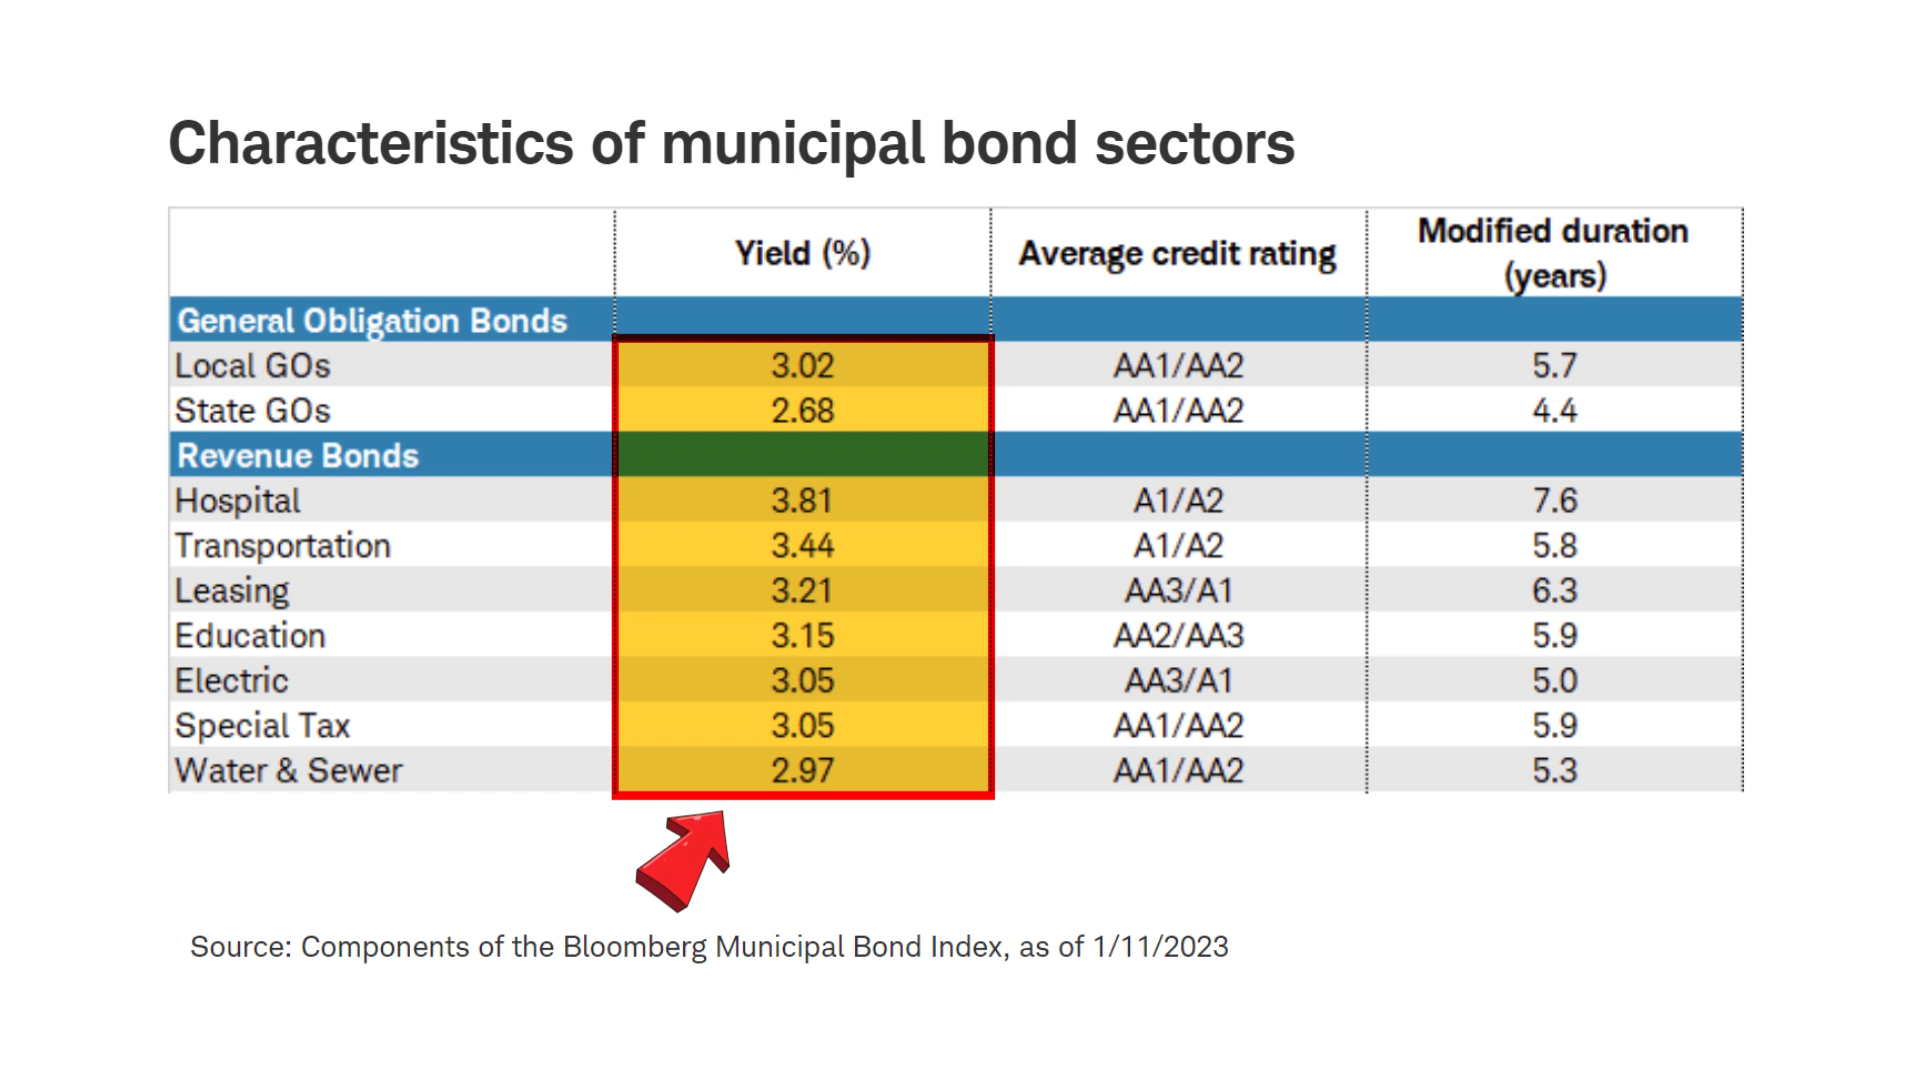 Characteristics of municipal bond sectors
Yield (%) Average credit rating Modified duration (years)
General Obligation Bonds
Local GOs 3.02 AA1/AA2 5.7
State GOs 2.68 AA1/AA2 4.4
Revenue Bonds
Hospital 3.81 A1/A2 7.6
Transportation 3.44 A1/A2 5.8
Leasing 3.21 AA3/A1 6.3
Education 3.15 AA2/AA3 5.9
Electric 3.05 AA3/A1 5.0
Special Tax 3.05 AA1/AA2 5.9
Water & Sewer 2.97 AA1/AA2 5.3
Source: Components of the Bloomberg Municipal Bond Index, as of 1/11/2023